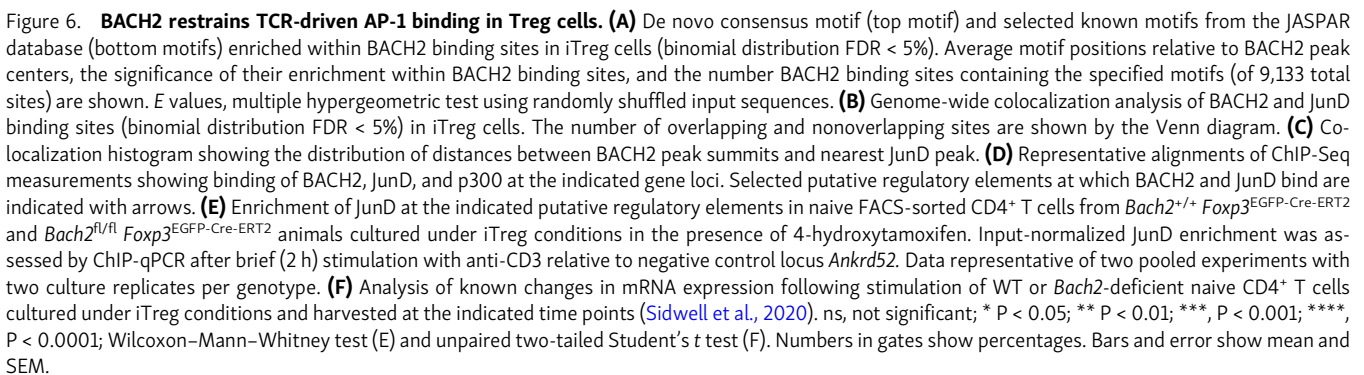 Figure 6. BACH2 restrains TCR-driven AP-1 binding in Treg cells. (A) De novo consensus motif (top motif) and selected known motifs from the JASPAR
database (bottom motifs) enriched within BACH2 binding sites in iTreg cells (binomial distribution FDR < 5%). Average motif positions relative to BACH2 peak
centers, the significance of their enrichment within BACH2 binding sites, and the number BACH2 binding sites containing the specified motifs (of 9,133 total
sites) are shown. E values, multiple hypergeometric test using randomly shuffled input sequences. (B) Genome-wide colocalization analysis of BACH2 and JunD
binding sites (binomial distribution FDR < 5%) in iTreg cells. The number of overlapping and nonoverlapping sites are shown by the Venn diagram. (C) Co-
localization histogram showing the distribution of distances between BACH2 peak summits and nearest JunD peak. (D) Representative alignments of ChIP-Seq
measurements showing binding of BACH, JunD, and p300 at the indicated gene loci. Selected putative regulatory elements at which BACH2 and JunD bind are
indicated with arrows. (E) Enrichment of JunD at the indicated putative regulatory elements in naive FACS-sorted CD4⁺ T cells from Bach2⁺/⁺ Foxp3^EGFP-Cre-ERT2
and Bach2^fl/fl Foxp3^EGFP-Cre-ERT2 animals cultured under iTreg conditions in the presence of 4-hydroxytamoxifen. Input-normalized JunD enrichment was as-
sessed by ChIP-qPCR after brief (2 h) stimulation with anti-CD3 relative to negative control locus Ankrd52. Data representative of two pooled experiments with
two culture replicates per genotype. (F) Analysis of known changes in mRNA expression following stimulation of WT or Bach2-deficient naive CD4⁺ T cells
cultured under iTreg conditions and harvested at the indicated time points (Sidwell et al., 2020). ns, not significant; * P < 0.05; ** P < 0.01; ***, P < 0.001; ****,
P < 0.0001; Wilcoxon–Mann–Whitney test (E) and unpaired two-tailed Student's t test (F). Numbers in gates show percentages. Bars and error show mean and
SEM.